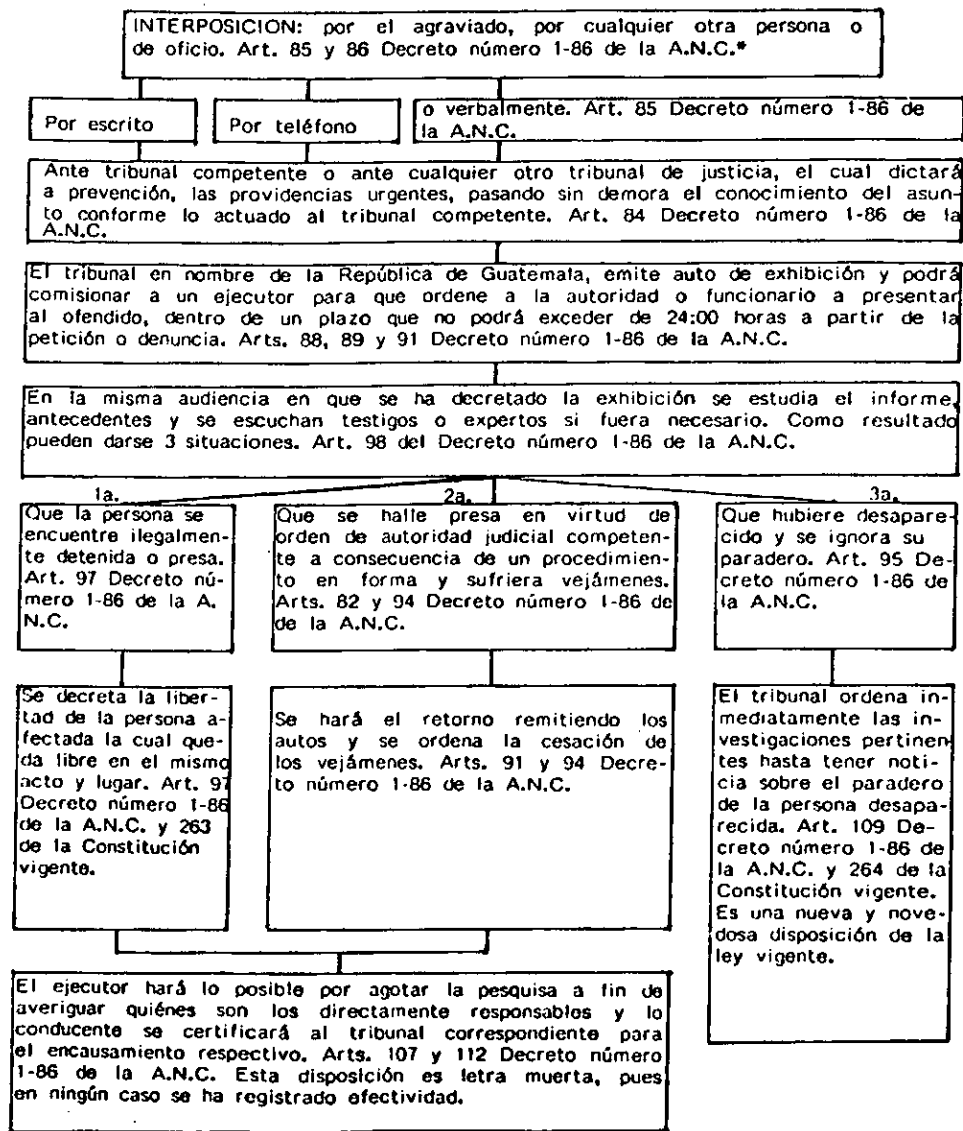 INTERPOSICION: por el agraviado, por cualquier otra persona o
de oficio. Art. 85 y 86 Decreto número 1-86 de la A.N.C.*
Por escrito
Por teléfono
o verbalmente. Art. 85 Decreto número 1-86 de
la A.N.C.
Ante tribunal competente o ante cualquier otro tribunal de justicia, el cual dictará
a prevención, las providencias urgentes, pasando sin demora el conocimiento del asun-
to conforme lo actuado al tribunal competente. Art. 84 Decreto número 1-86 de la
A.N.C.
El tribunal en nombre de la República de Guatemala, emite auto de exhibición y podrá
comisionar a un ejecutor para que ordene a la autoridad o funcionario a presentar
al ofendido, dentro de un plazo que no podrá exceder de 24:00 horas a partir de la
petición o denuncia. Arts. 88, 89 y 91 Decreto número 1-86 de la A.N.C.
En la misma audiencia en que se ha decretado la exhibición se estudia el informe,
antecedentes y se escuchan testigos o expertos si fuera necesario. Como resultado
pueden darse 3 situaciones. Art. 98 del Decreto número 1-86 de la A.N.C.
1a.
Que la persona se
encuentre ilegalmen-
te detenida o presa.
Art. 97 Decreto nú-
mero 1-86 de la A.
N.C.
2a.
Que se halle presa en virtud de
orden de autoridad judicial competen-
te a consecuencia de un procedimien-
to en forma y sufriera vejámenes.
Arts. 82 y 94 Decreto número 1-86 de
de la A.N.C.
3a.
Que hubiere desapare-
cido y se ignora su
paradero. Art. 95 De-
creto número 1-86 de
la A.N.C.
Se decreta la liber-
tad de la persona a-
fectada la cual que-
da libre en el mismo
acto y lugar. Art. 97
Decreto número 1-86
de la A.N.C. y 263
de la Constitución
vigente.
Se hará el retorno remitiendo los
autos y se ordena la cesación de
los vejámenes. Arts. 91 y 94 Decre-
to número 1-86 de la A.N.C.
El tribunal ordena in-
mediatamente las in-
vestigaciones pertinen
tes hasta tener noti-
cia sobre el paradero
de la persona desapa-
recida. Art. 109 De-
creto número 1-86 de
la A.N.C. y 264 de la
Constitución vigente.
Es una nueva y nove-
dosa disposición de la
ley vigente.
El ejecutor hará lo posible por agotar la pesquisa a fin de
averiguar quiénes son los directamente responsables y lo
conducente se certificará al tribunal correspondiente para
el encausamiento respectivo. Arts. 107 y 112 Decreto número
1-86 de la A.N.C. Esta disposición es letra muerta, pues
en ningún caso se ha registrado efectividad.